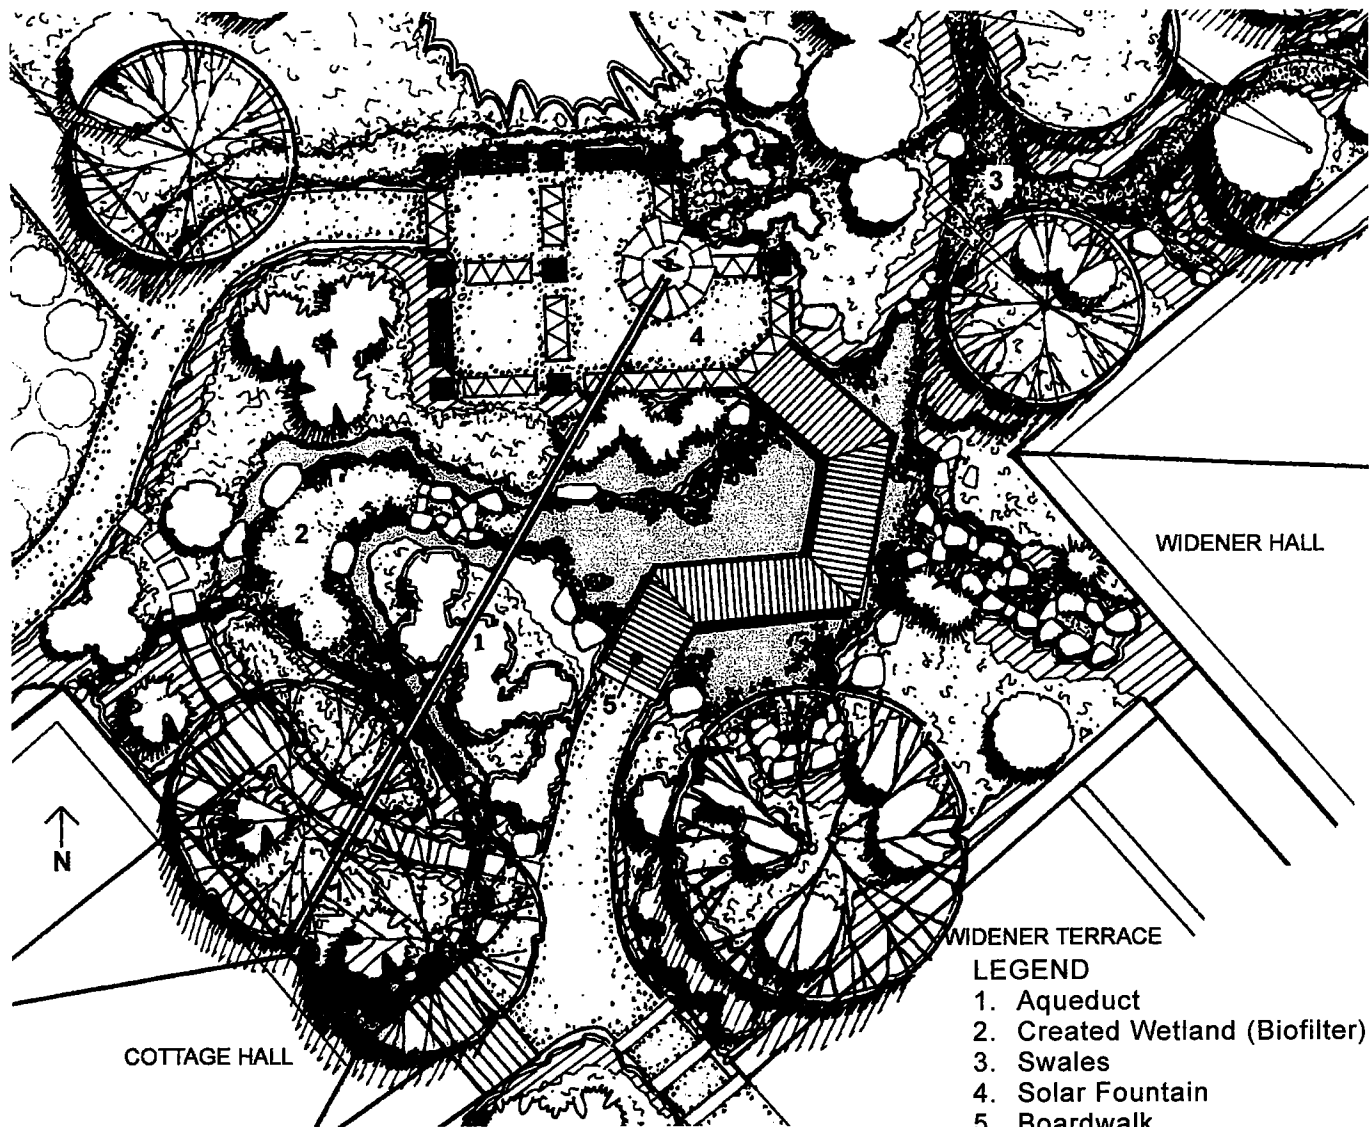 3
4
2
1
5
WIDENER HALL
N
COTTAGE HALL
WIDENER TERRACE
LEGEND
1. Aqueduct
2. Created Wetland (Biofilter)
3. Swales
4. Solar Fountain
5. Boardwalk